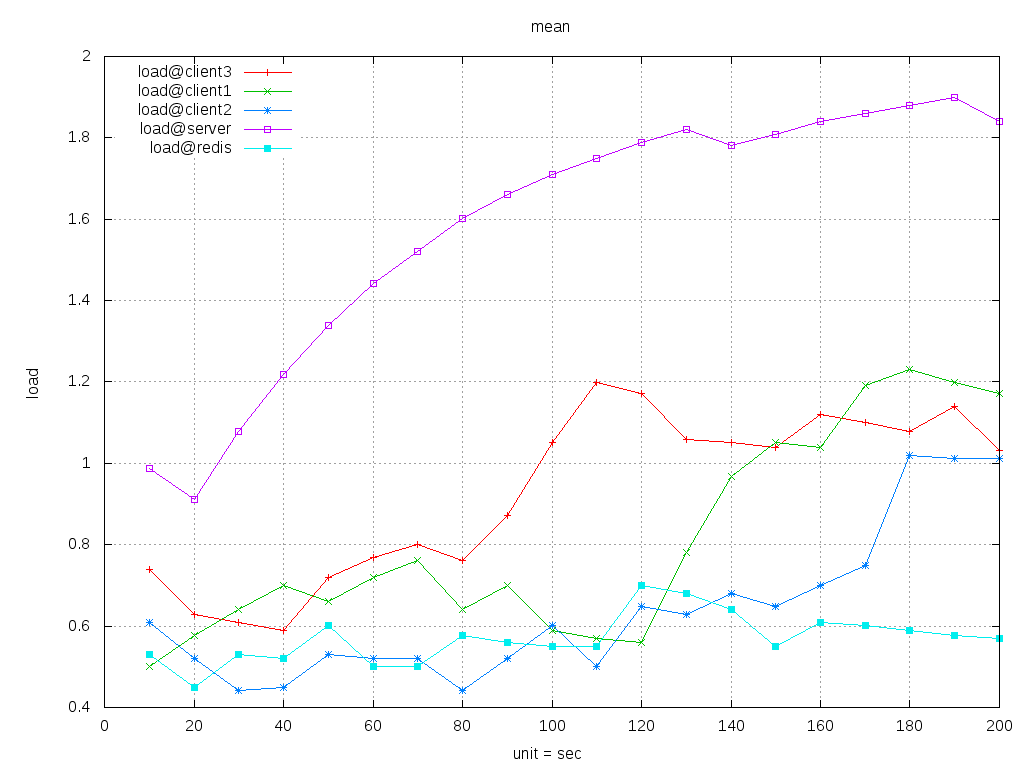 mean
2
load@client3
load@client1
load@client2
load@server
load@redis
1.8
1.6
1.4
1.2
1
0.8
0.6
0.4
load
0 20 40 60 80 100 120 140 160 180 200
unit = sec